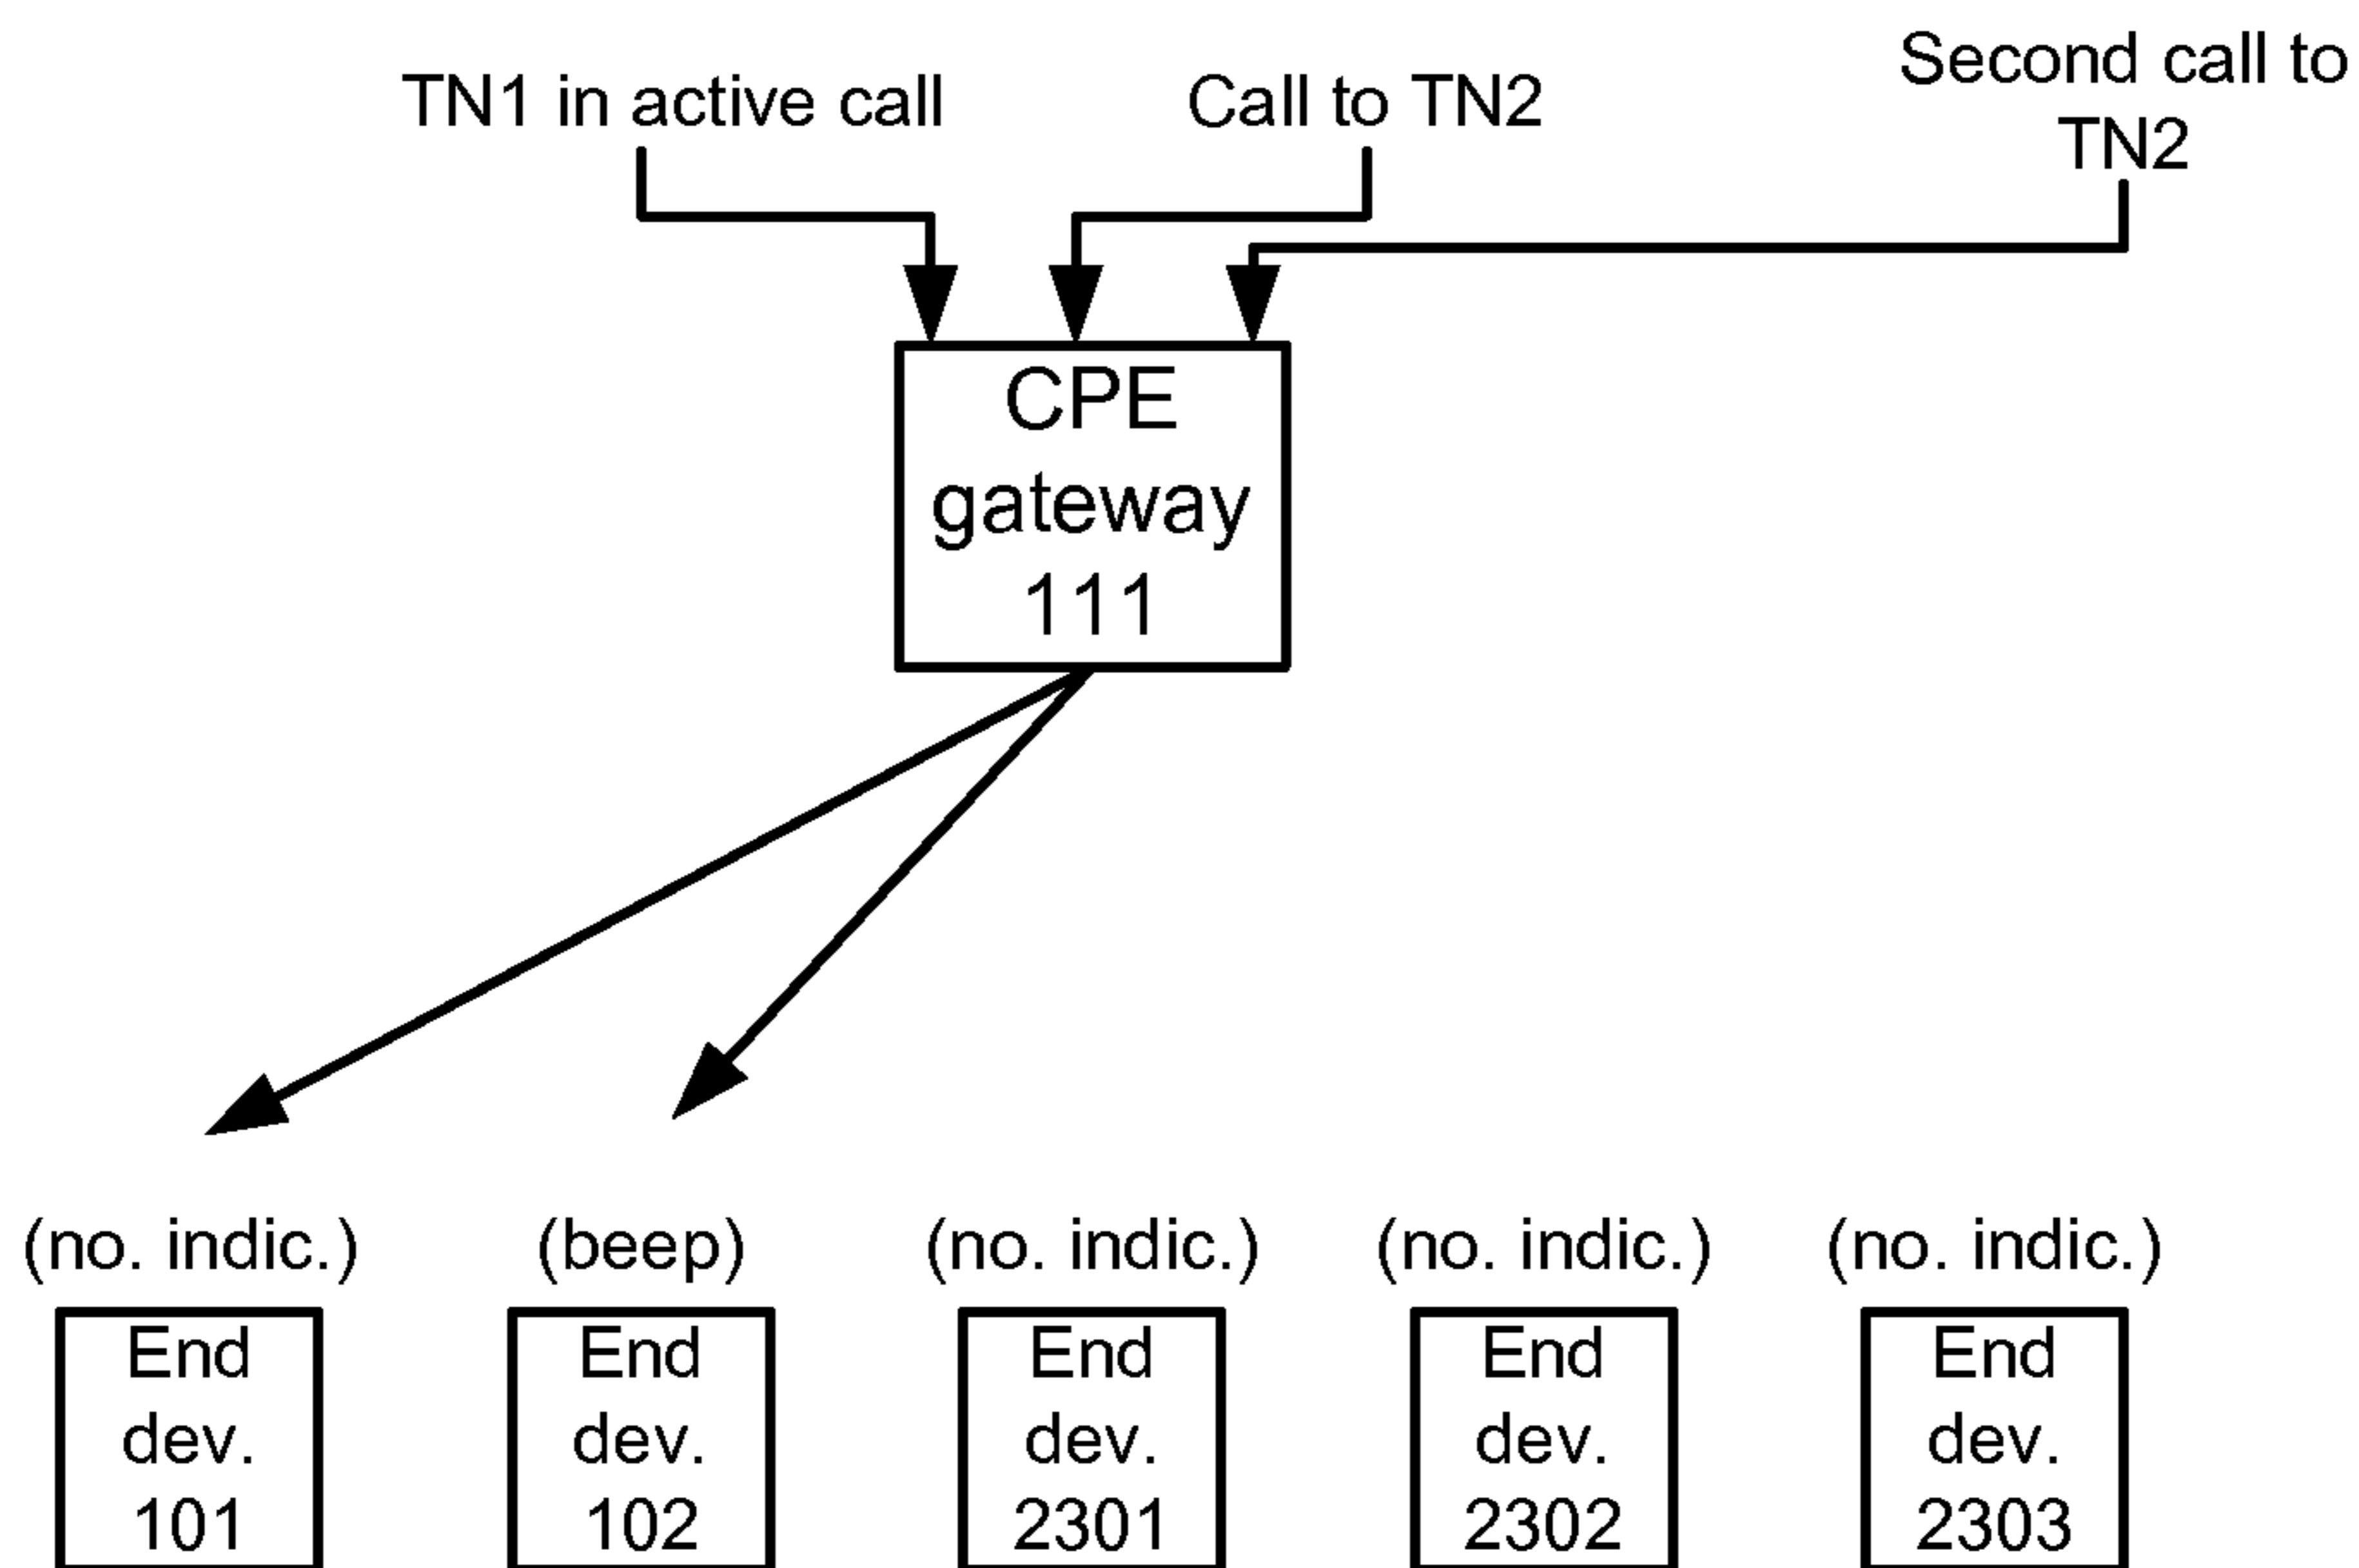 TN1 in active call
Call to TN2
Second call to
TN2
CPE
gateway
111
(no. indic.)
(beep)
(no. indic.)
(no. indic.)
(no. indic.)
End
dev.
101
End
dev.
102
End
dev.
2301
End
dev.
2302
End
dev.
2303